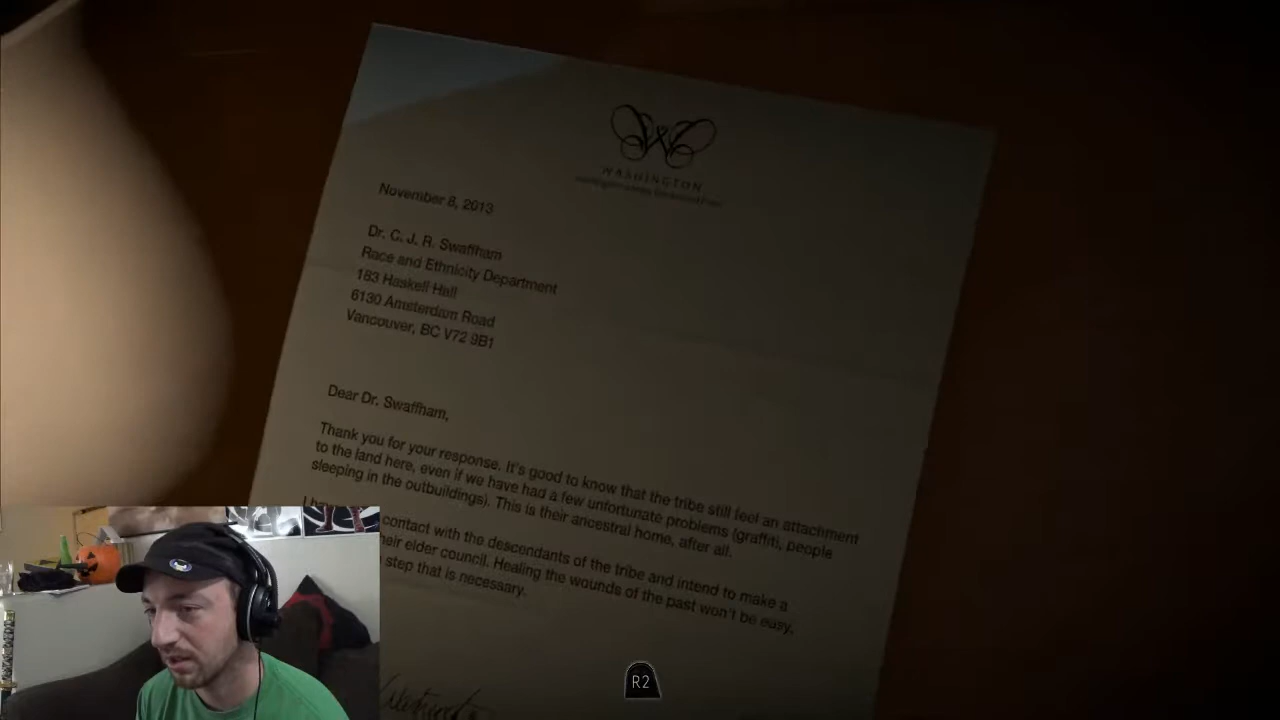 W
WASHINGTON
November 8, 2013
Dr. C. J. R. Swaffham
Race and Ethnicity Department
183 Haskell Hall
6130 Amsterdam Road
Vancouver, BC V72 9B1
Dear Dr. Swaffham,
Thank you for your response. It's good to know that the tribe still feel an attachment
to the land here, even if we have had a few unfortunate problems (graffiti, people
sleeping in the outbuildings). This is their ancestral home, after all.
contact with the descendants of the tribe and intend to make a
heir elder council. Healing the wounds of the past won't be easy,
step that is necessary.
R2